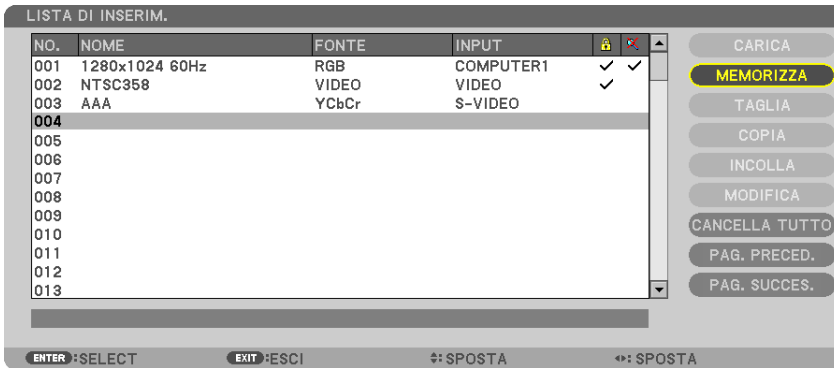 LISTA DI INSERIM.
NO. NOME FONTE INPUT
001 1280x1024 60Hz RGB COMPUTER1 ✓ ✓
002 NTSC358 VIDEO VIDEO ✓
003 AAA YCbCr S-VIDEO
004
005
006
007
008
009
010
011
012
013
CARICA
MEMORIZZA
TAGLIA
COPIA
INCOLLA
MODIFICA
CANCELLA TUTTO
PAG. PRECED.
PAG. SUCCES.
ENTER :SELECT EXIT :ESCI :SPOSTA :SPOSTA